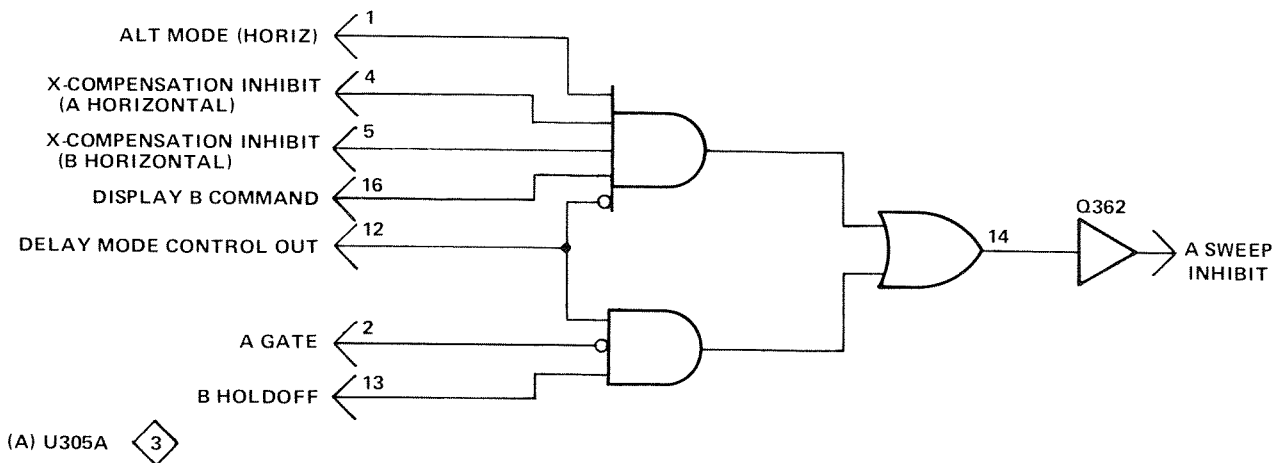 ALT MODE (HORIZ) 1
X-COMPENSATION INHIBIT 4
(A HORIZONTAL)
X-COMPENSATION INHIBIT 5
(B HORIZONTAL)
DISPLAY B COMMAND 16
DELAY MODE CONTROL OUT 12
A GATE 2
B HOLDOFF 13
14
Q362
A SWEEP
INHIBIT
(A) U305A 3